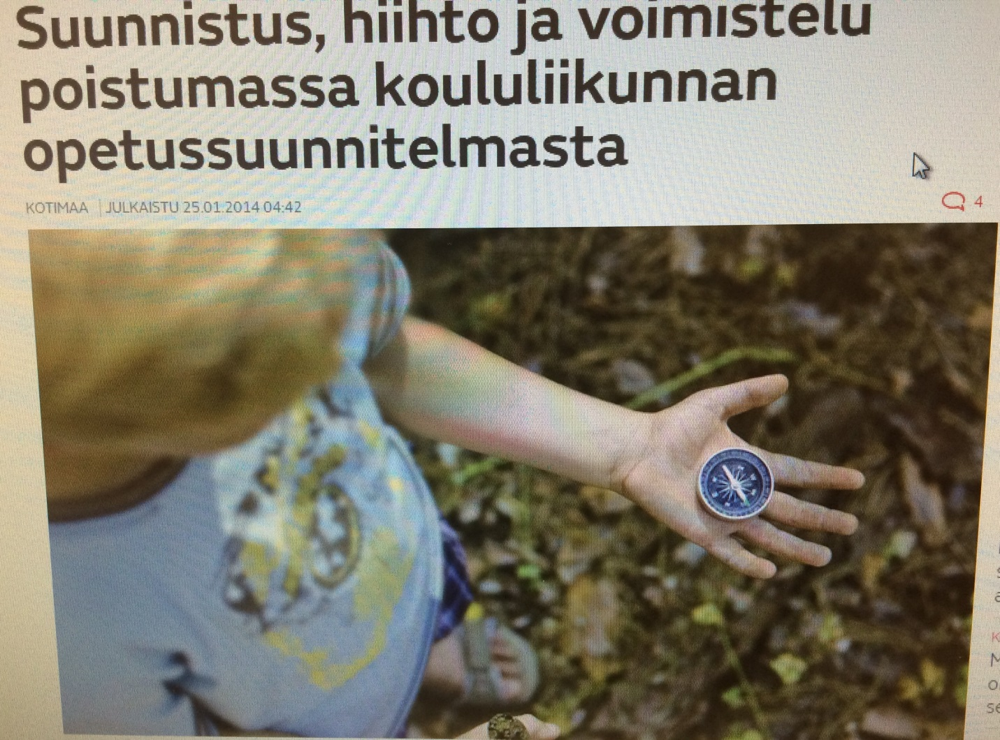 Suunnistus, hiihto ja voimistelu
poistumassa koululiikunnan
opetussuunnitelmasta
KOTIMAA | JULKAISTU 25.01.2014 04:42
4